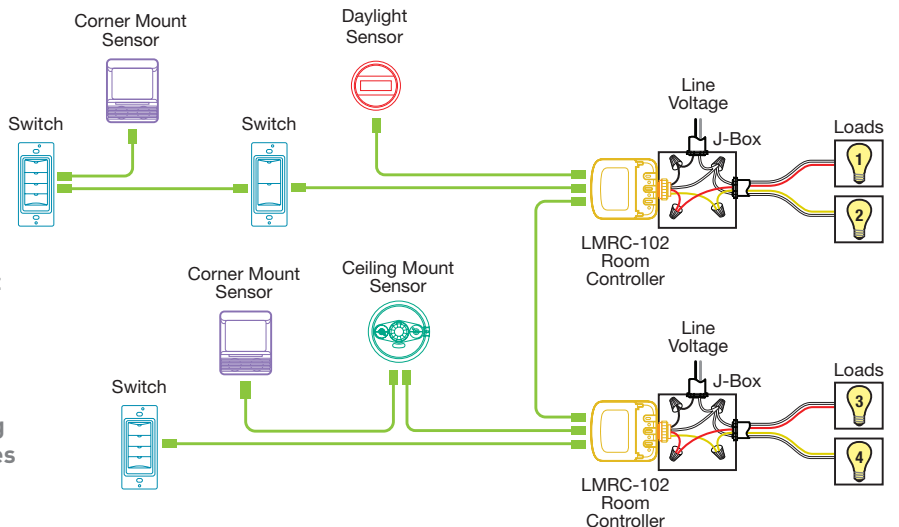 Corner Mount
Sensor
Daylight
Sensor
Switch
Switch
Line
Voltage
J-Box
Loads
1
2
LMRC-102
Room
Controller
Corner Mount
Sensor
Ceiling Mount
Sensor
Switch
Line
Voltage
J-Box
Loads
3
4
LMRC-102
Room
Controller